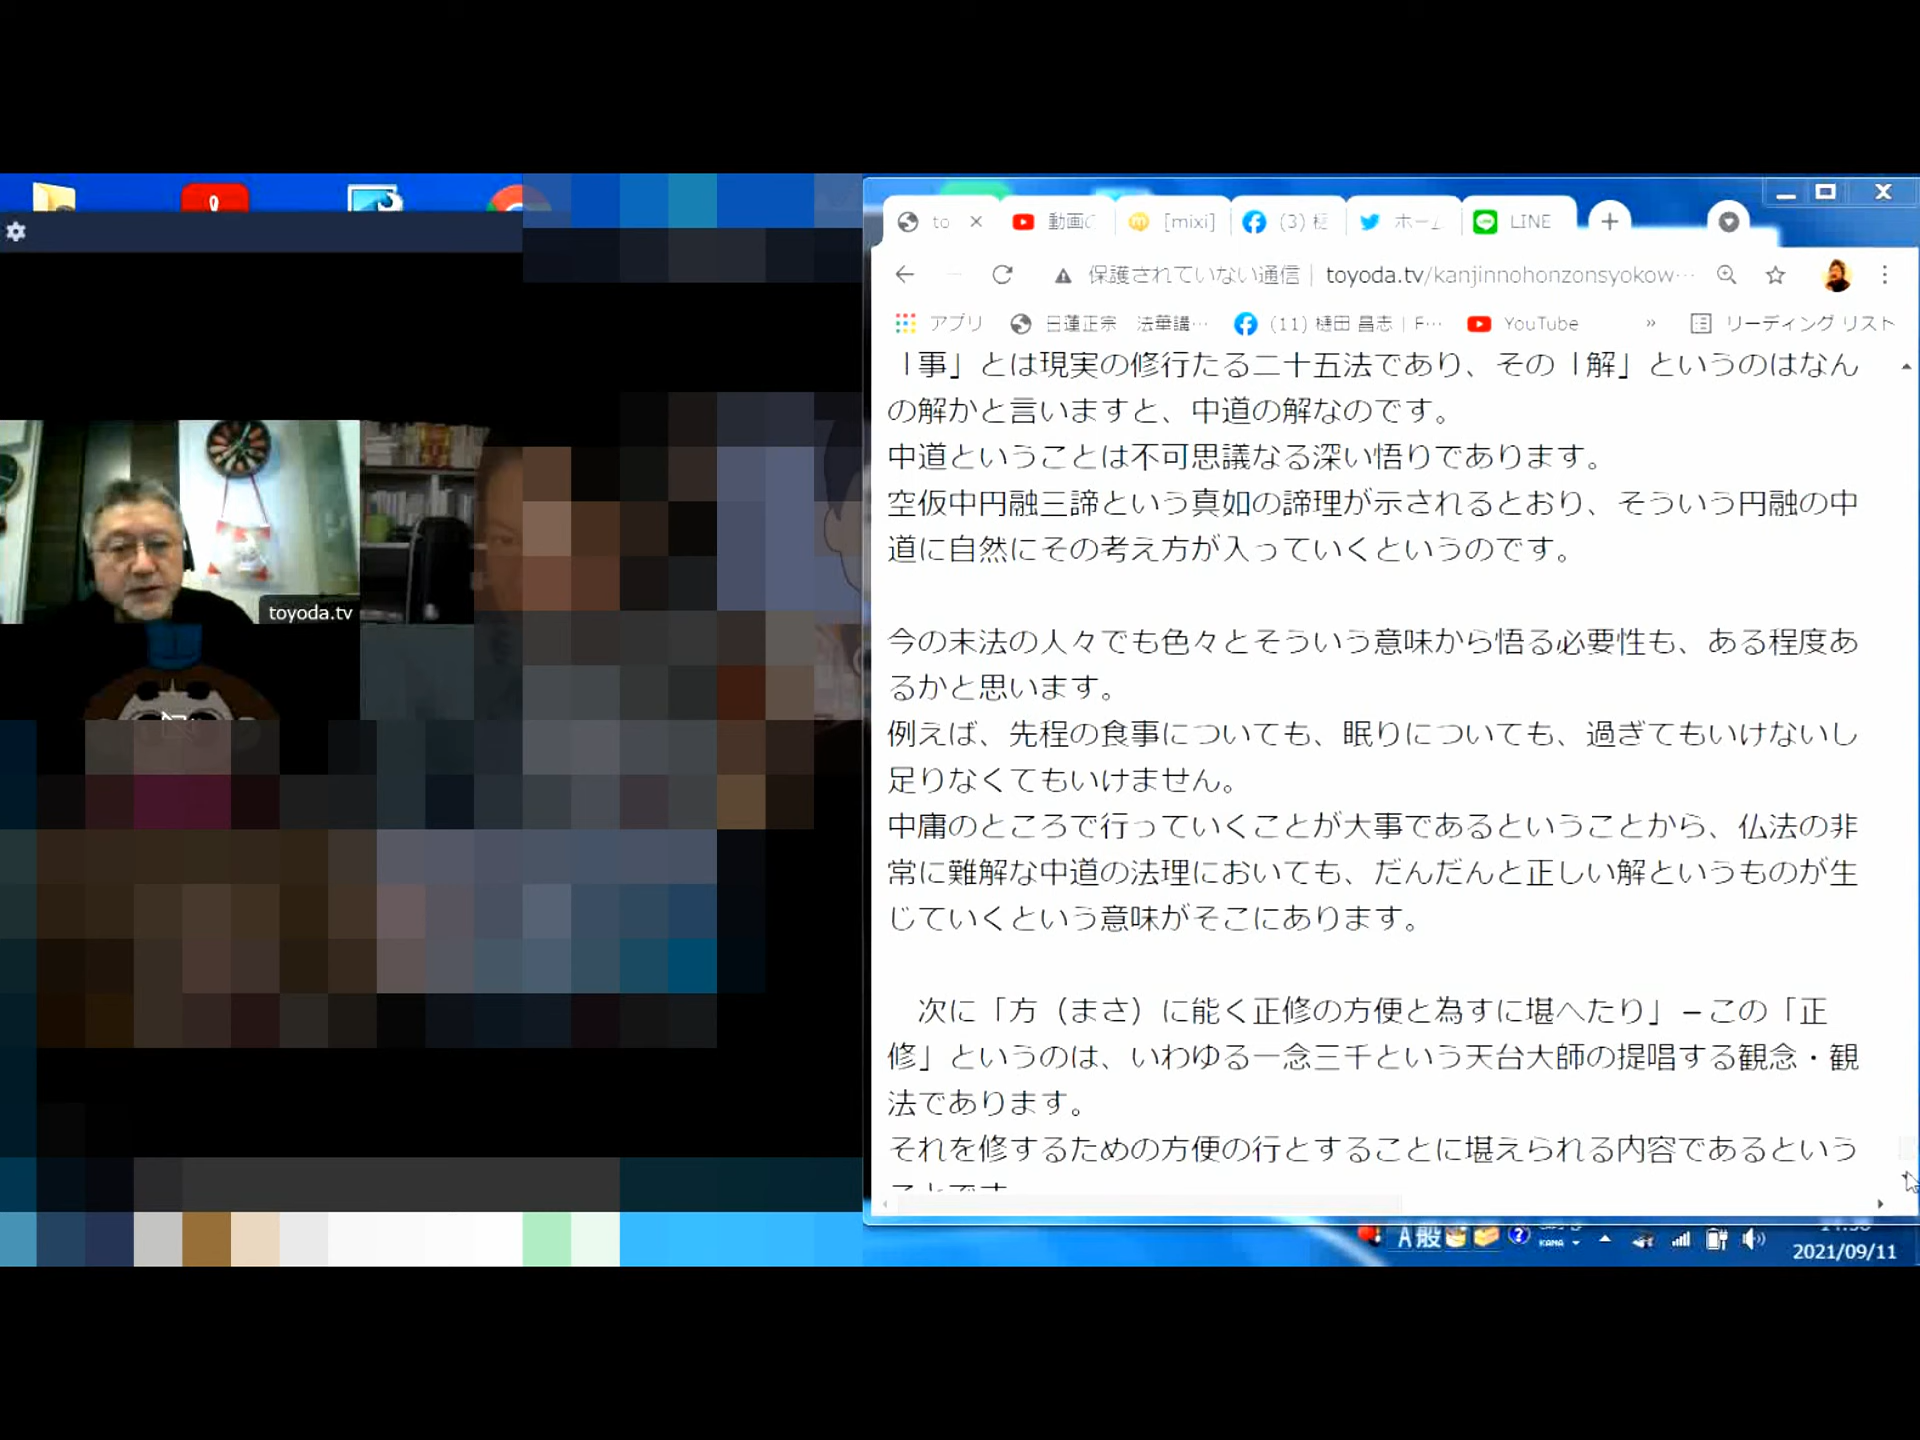 to
動画の
[mixi]
(3) 樋
ホーム
LINE
保護されていない通信
toyoda.tv/kanjinnohonzonsyokow…
アプリ
日蓮正宗 法華講…
(11) 樋田 昌志 | F…
YouTube
»
リーディング リスト
「事」とは現実の修行たる二十五法であり、その「解」というのはなん
の解かと言いますと、中道の解なのです。
中道ということは不可思議なる深い悟りであります。
空仮中円融三諦という真如の諦理が示されるとおり、そういう円融の中
道に自然にその考え方が入っていくというのです。
今の末法の人々でも色々とそういう意味から悟る必要性も、ある程度あ
るかと思います。
例えば、先程の食事についても、眠りについても、過ぎてもいけないし
足りなくてもいけません。
中庸のところで行っていくことが大事であるということから、仏法の非
常に難解な中道の法理においても、だんだんと正しい解というものが生
じていくという意味がそこにあります。
次に「方（まさ）に能く正修の方便と為すに堪へたり」－この「正
修」というのは、いわゆる一念三千という天台大師の提唱する観念・観
法であります。
それを修するための方便の行とすることに堪えられる内容であるという
toyoda.tv
A般
KANA
2021/09/11